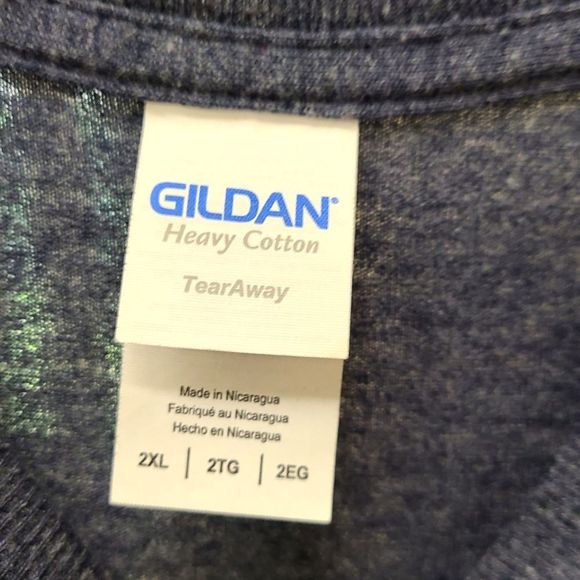 GILDAN®
Heavy Cotton
TearAway
Made in Nicaragua
Fabriqué au Nicaragua
Hecho en Nicaragua
2XL | 2TG | 2EG